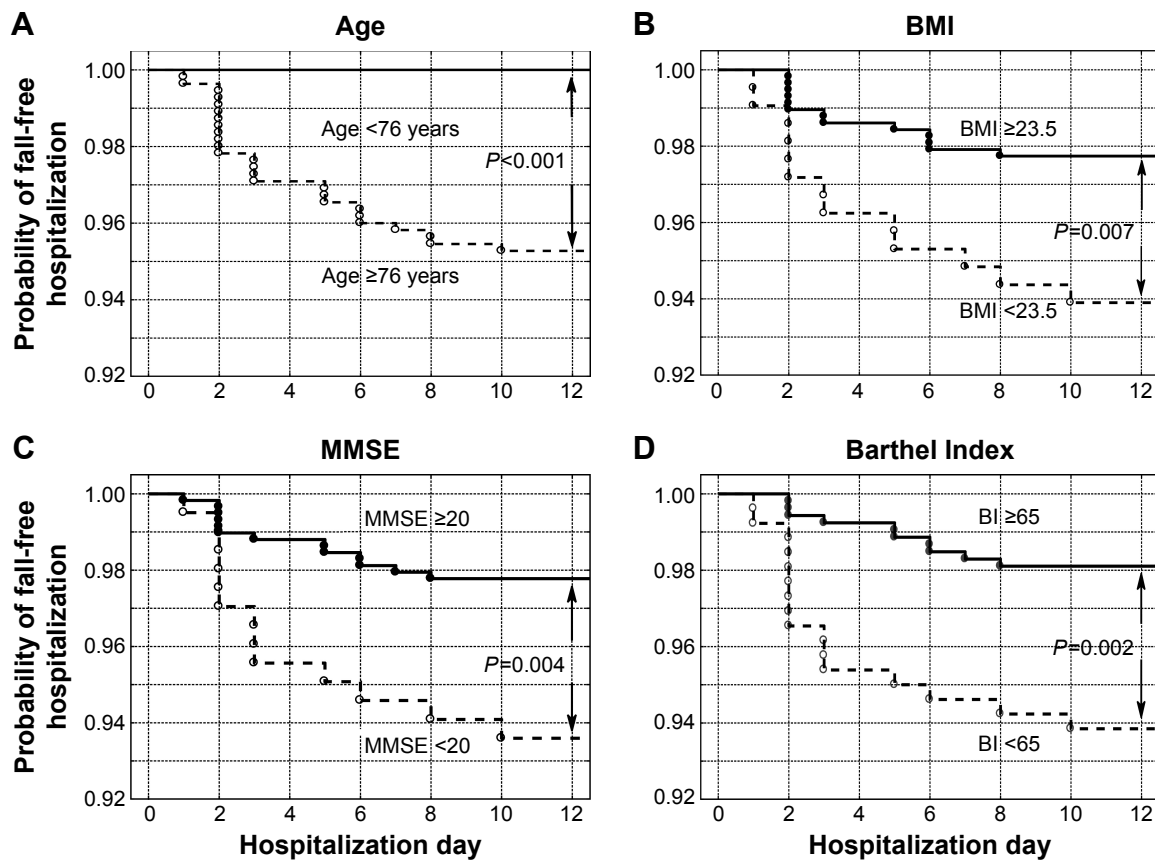 A
Age
Probability of fall-free
hospitalization
1.00
0.98
0.96
0.94
0.92
Age <76 years
P<0.001
Age ≥76 years
0 2 4 6 8 10 12
B
BMI
1.00
0.98
0.96
0.94
0.92
BMI ≥23.5
P=0.007
BMI <23.5
0 2 4 6 8 10 12
C
MMSE
Probability of fall-free
hospitalization
1.00
0.98
0.96
0.94
0.92
MMSE ≥20
P=0.004
MMSE <20
0 2 4 6 8 10 12
Hospitalization day
D
Barthel Index
1.00
0.98
0.96
0.94
0.92
BI ≥65
P=0.002
BI <65
0 2 4 6 8 10 12
Hospitalization day